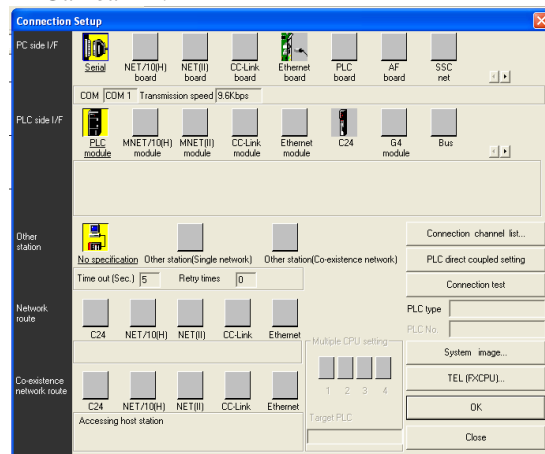 Connection Setup
PC side I/F
Serial
NET/10(H) board
NET(II) board
CC-Link board
Ethernet board
PLC board
AF board
SSC net
COM COM 1 Transmission speed 9.6Kbps
PLC side I/F
PLC module
MNET/10(H) module
MNET(II) module
CC-Link module
Ethernet module
C24
G4 module
Bus
Other station
No specification
Other station(Single network)
Other station(Co-existence network)
Time out (Sec.) 5 Retry times 0
Connection channel list...
PLC direct coupled setting
Connection test
PLC type
PLC No.
Network route
C24
NET/10(H)
NET(II)
CC-Link
Ethernet
Multiple CPU setting
1 2 3 4
Target PLC
System image...
TEL (FXCPU)...
OK
Close
Co-existence network route
C24
NET/10(H)
NET(II)
CC-Link
Ethernet
Accessing host station